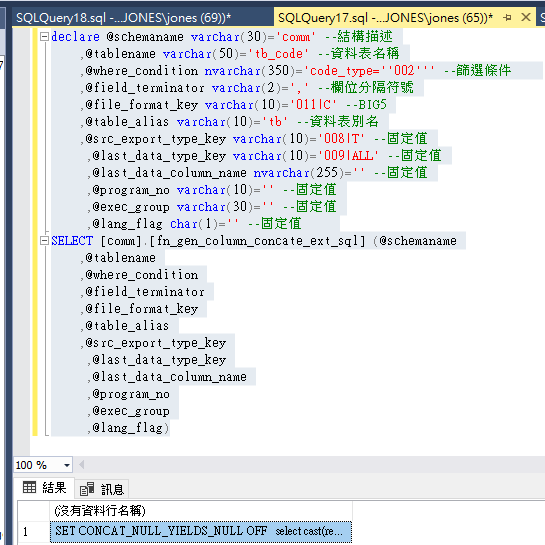 SQLQuery18.sql -...JONES\jones (69))*
SQLQuery17.sql -...JONES\jones (65))*
declare @schemaname varchar(30)='comm' --結構描述
,@tablename varchar(50)='tb_code' --資料表名稱
,@where_condition nvarchar(350)='code_type=''002''' --篩選條件
,@field_terminator varchar(2)=',' --欄位分隔符號
,@file_format_key varchar(10)='011|C' --BIG5
,@table_alias varchar(10)='tb' --資料表別名
,@src_export_type_key varchar(10)='008|T' --固定值
,@last_data_type_key varchar(10)='009|ALL' --固定值
,@last_data_column_name nvarchar(255)='' --固定值
,@program_no varchar(10)='' --固定值
,@exec_group varchar(30)='' --固定值
,@lang_flag char(1)='' --固定值
SELECT [Comm].[fn_gen_column_concate_ext_sql] (@schemaname
,@tablename
,@where_condition
,@field_terminator
,@file_format_key
,@table_alias
,@src_export_type_key
,@last_data_type_key
,@last_data_column_name
,@program_no
,@exec_group
,@lang_flag)
100 %
結果 訊息
(沒有資料行名稱)
1 SET CONCAT_NULL_YIELDS_NULL OFF select cast(re...